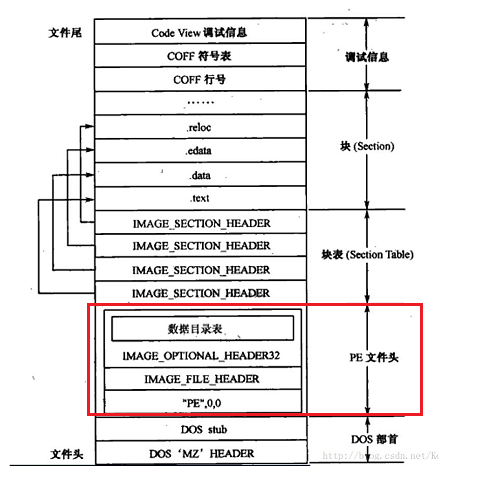 文件尾
Code View 调试信息
COFF 符号表
COFF 行号
调试信息
……
.reloc
.edata
.data
.text
块 (Section)
IMAGE_SECTION_HEADER
IMAGE_SECTION_HEADER
IMAGE_SECTION_HEADER
IMAGE_SECTION_HEADER
块表 (Section Table)
数据目录表
IMAGE_OPTIONAL_HEADER32
IMAGE_FILE_HEADER
"PE",0,0
PE 文件头
DOS stub
DOS 部首
文件头
DOS ‘MZ’ HEADER
http://blog.csdn.net/K